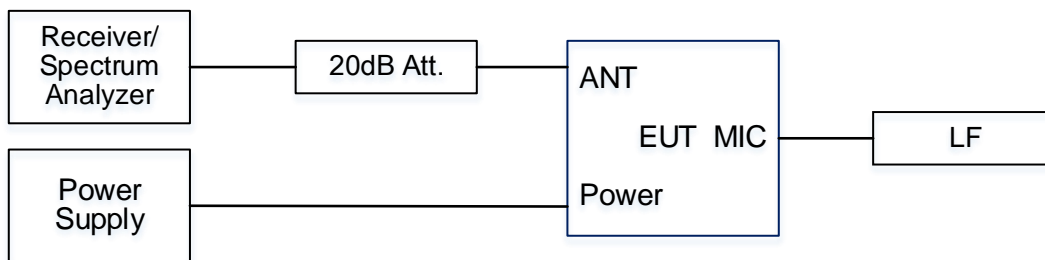 Receiver/
Spectrum
Analyzer
20dB Att.
ANT
EUT MIC
LF
Power
Power
Supply